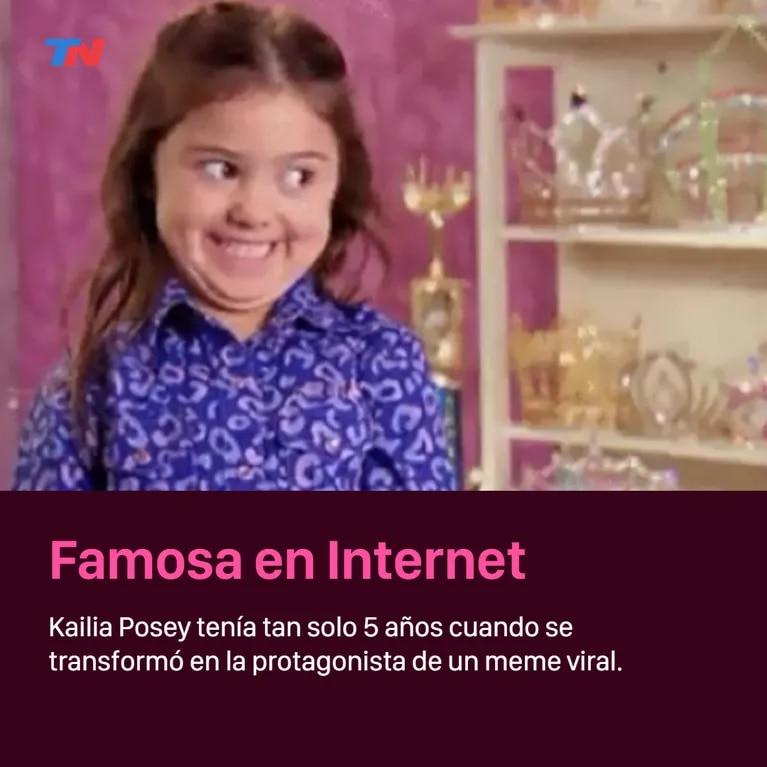 TN
Famosa en Internet
Kailia Posey tenía tan solo 5 años cuando se
transformó en la protagonista de un meme viral.